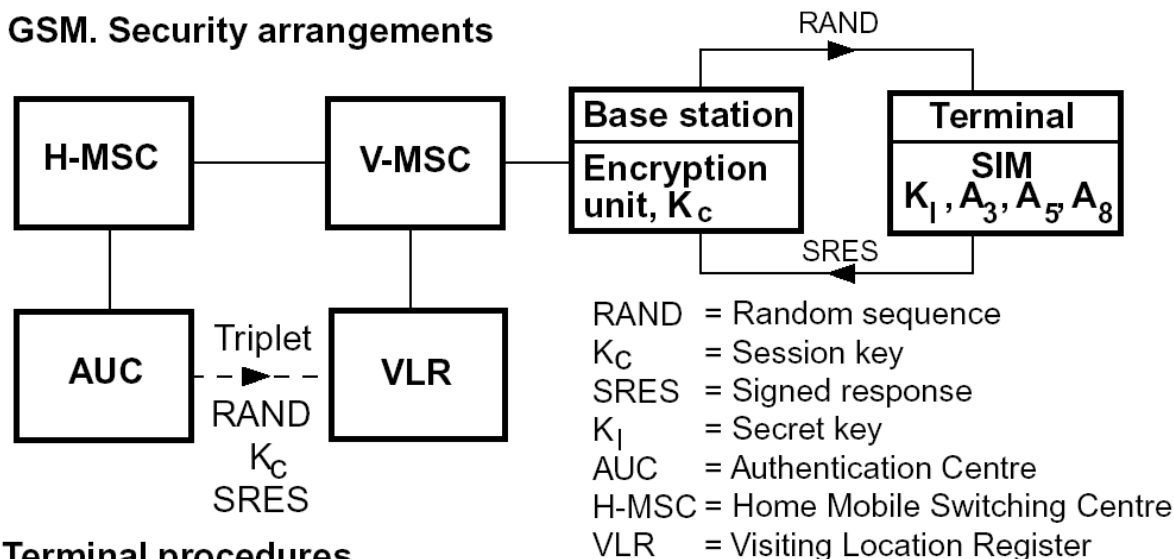 GSM. Security arrangements
RAND
H-MSC
V-MSC
Base station
Encryption
unit, Kc
Terminal
SIM
KI, A3, A5, A8
SRES
AUC
Triplet
RAND
KC
SRES
VLR
RAND = Random sequence
KC = Session key
SRES = Signed response
KI = Secret key
AUC = Authentication Centre
H-MSC = Home Mobile Switching Centre
VLR = Visiting Location Register
Terminal procedures